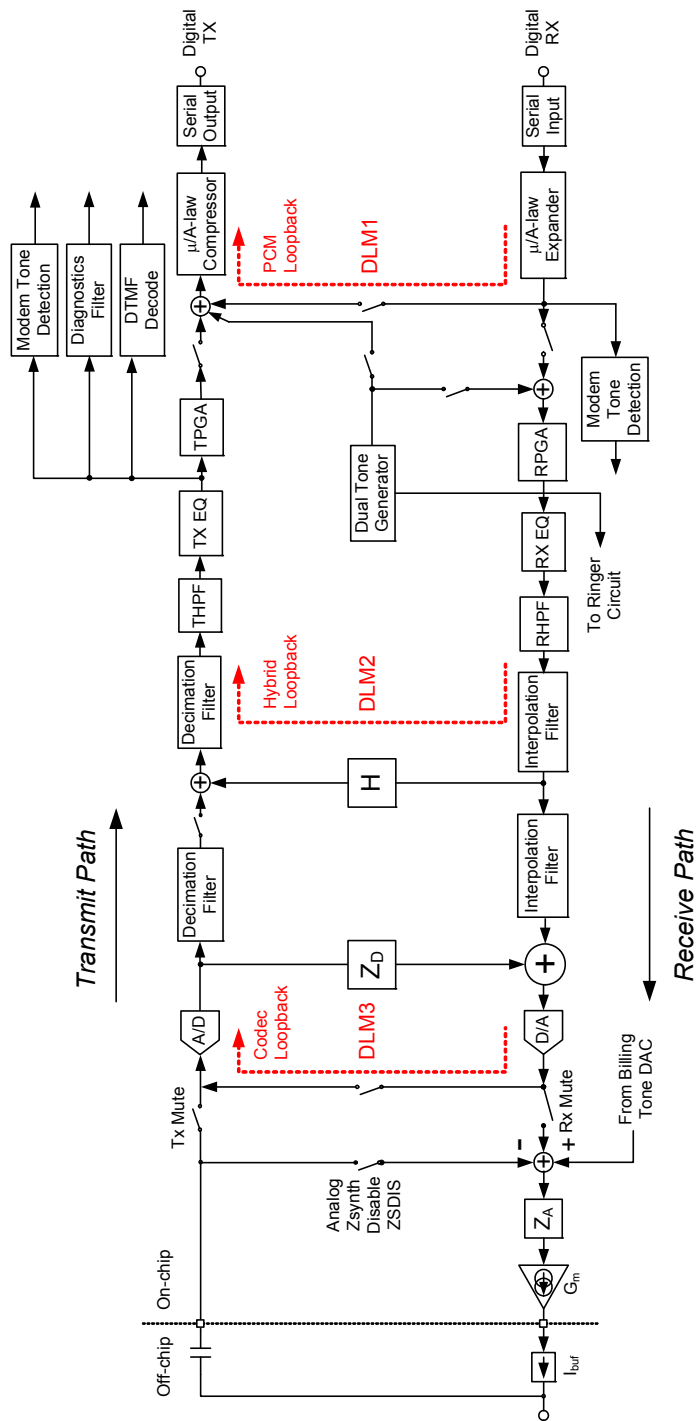 Off-chip
On-chip
Transmit Path
Tx Mute
A/D
Decimation
Filter
Decimation
Filter
THPF
TX EQ
TPGA
Modem Tone
Detection
Diagnostics
Filter
DTMF
Decode
µ/A-law
Compressor
Serial
Output
Digital
TX
Analog
Zsynth
Disable
ZSDIS
Codec
Loopback
DLM3
ZD
H
Hybrid
Loopback
DLM2
Dual Tone
Generator
PCM
Loopback
DLM1
Ibuf
Gm
ZA
-
+
Rx Mute
D/A
+
Interpolation
Filter
Interpolation
Filter
RHPF
RX EQ
RPGA
+
+
+
+
µ/A-law
Expander
Serial
Input
Digital
RX
From Billing
Tone DAC
Receive Path
To Ringer
Circuit
Modem
Tone
Detection